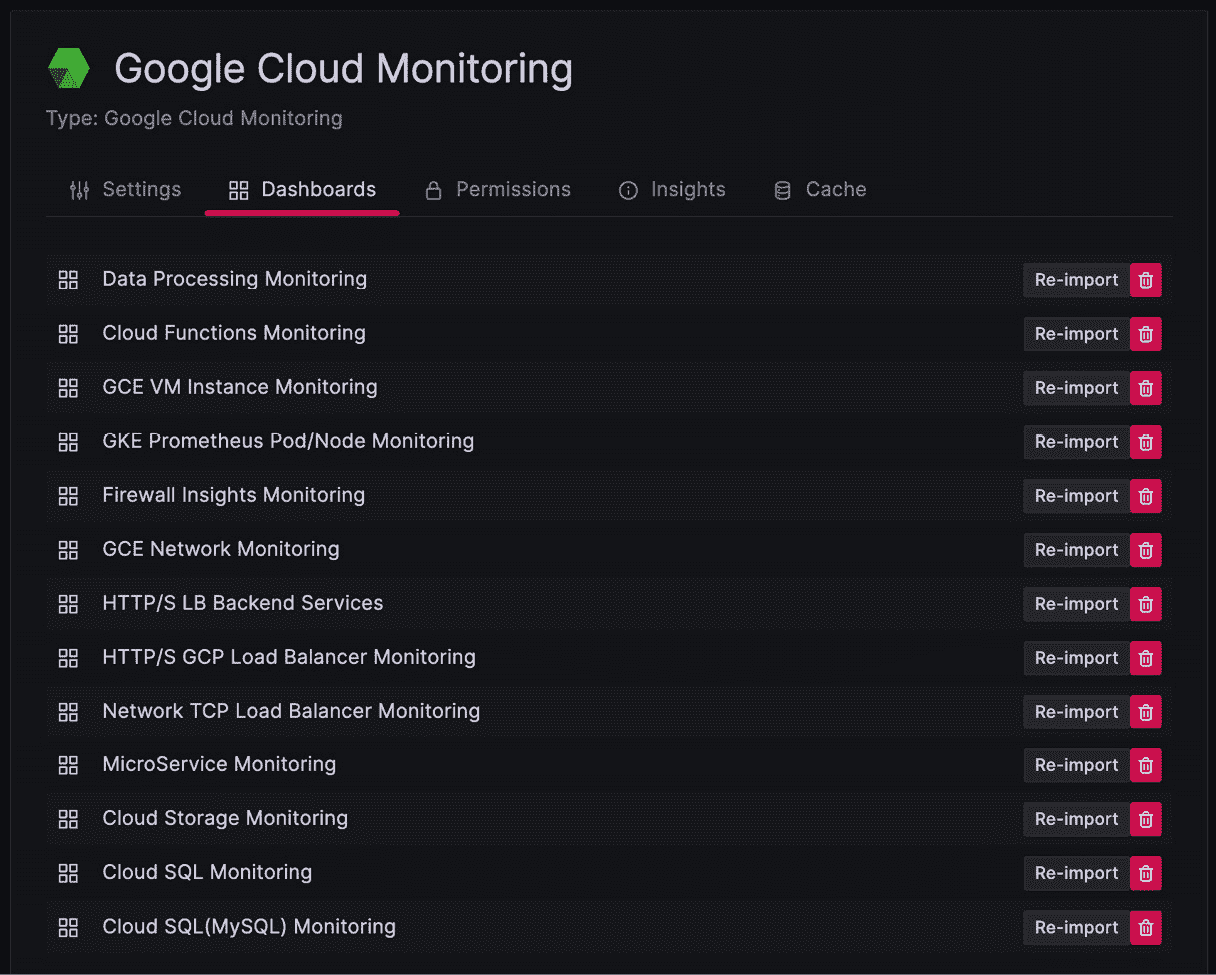 Google Cloud Monitoring
Type: Google Cloud Monitoring
Settings Dashboards Permissions Insights Cache
Data Processing Monitoring Re-import
Cloud Functions Monitoring Re-import
GCE VM Instance Monitoring Re-import
GKE Prometheus Pod/Node Monitoring Re-import
Firewall Insights Monitoring Re-import
GCE Network Monitoring Re-import
HTTP/S LB Backend Services Re-import
HTTP/S GCP Load Balancer Monitoring Re-import
Network TCP Load Balancer Monitoring Re-import
MicroService Monitoring Re-import
Cloud Storage Monitoring Re-import
Cloud SQL Monitoring Re-import
Cloud SQL(MySQL) Monitoring Re-import